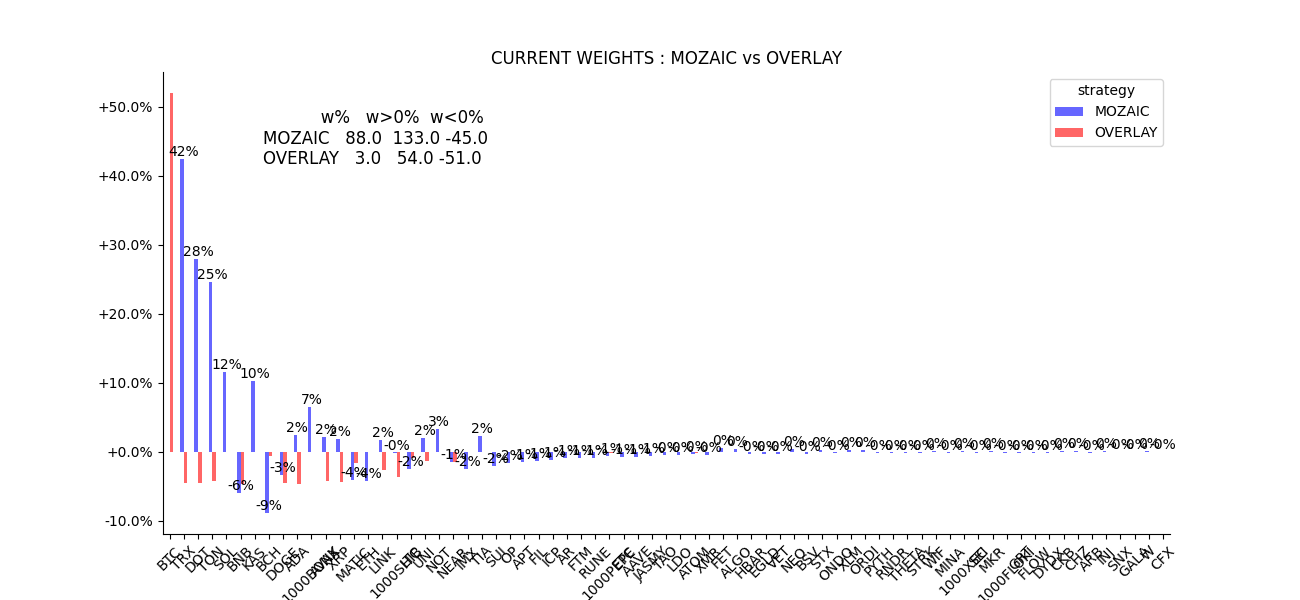 CURRENT WEIGHTS : MOZAIC vs OVERLAY
strategy
MOZAIC
OVERLAY
w% w>0% w<0%
MOZAIC 88.0 133.0 -45.0
OVERLAY 3.0 54.0 -51.0
+50.0%
+40.0%
+30.0%
+20.0%
+10.0%
+0.0%
-10.0%
42%
28%
25%
12%
-6%
10%
-9%
-3%
2%
7%
2%
2%
-4%
-4%
2%
-0%
-2%
2%
3%
-1%
-2%
2%
-2%
BTC
TRX
DOT
TON
SOL
BNB
KAS
BCH
DOGE
ADA
XRP
MATIC
ETH
LINK
UNI
NOT
NEAR
IMX
TIA
SUI
OP
APT
FIL
ICP
AR
FTM
RUNE
AAVE
JASMY
TAO
LDO
ATOM
XMR
FET
ALGO
HBAR
EGLD
VET
NEO
BSV
STX
ONDO
XLM
ORDI
PYTH
RNDR
THETA
STRK
WIF
MINA
MKR
FLOW
DYDX
CKB
CHZ
ARB
INJ
SNX
GALA
W
CFX